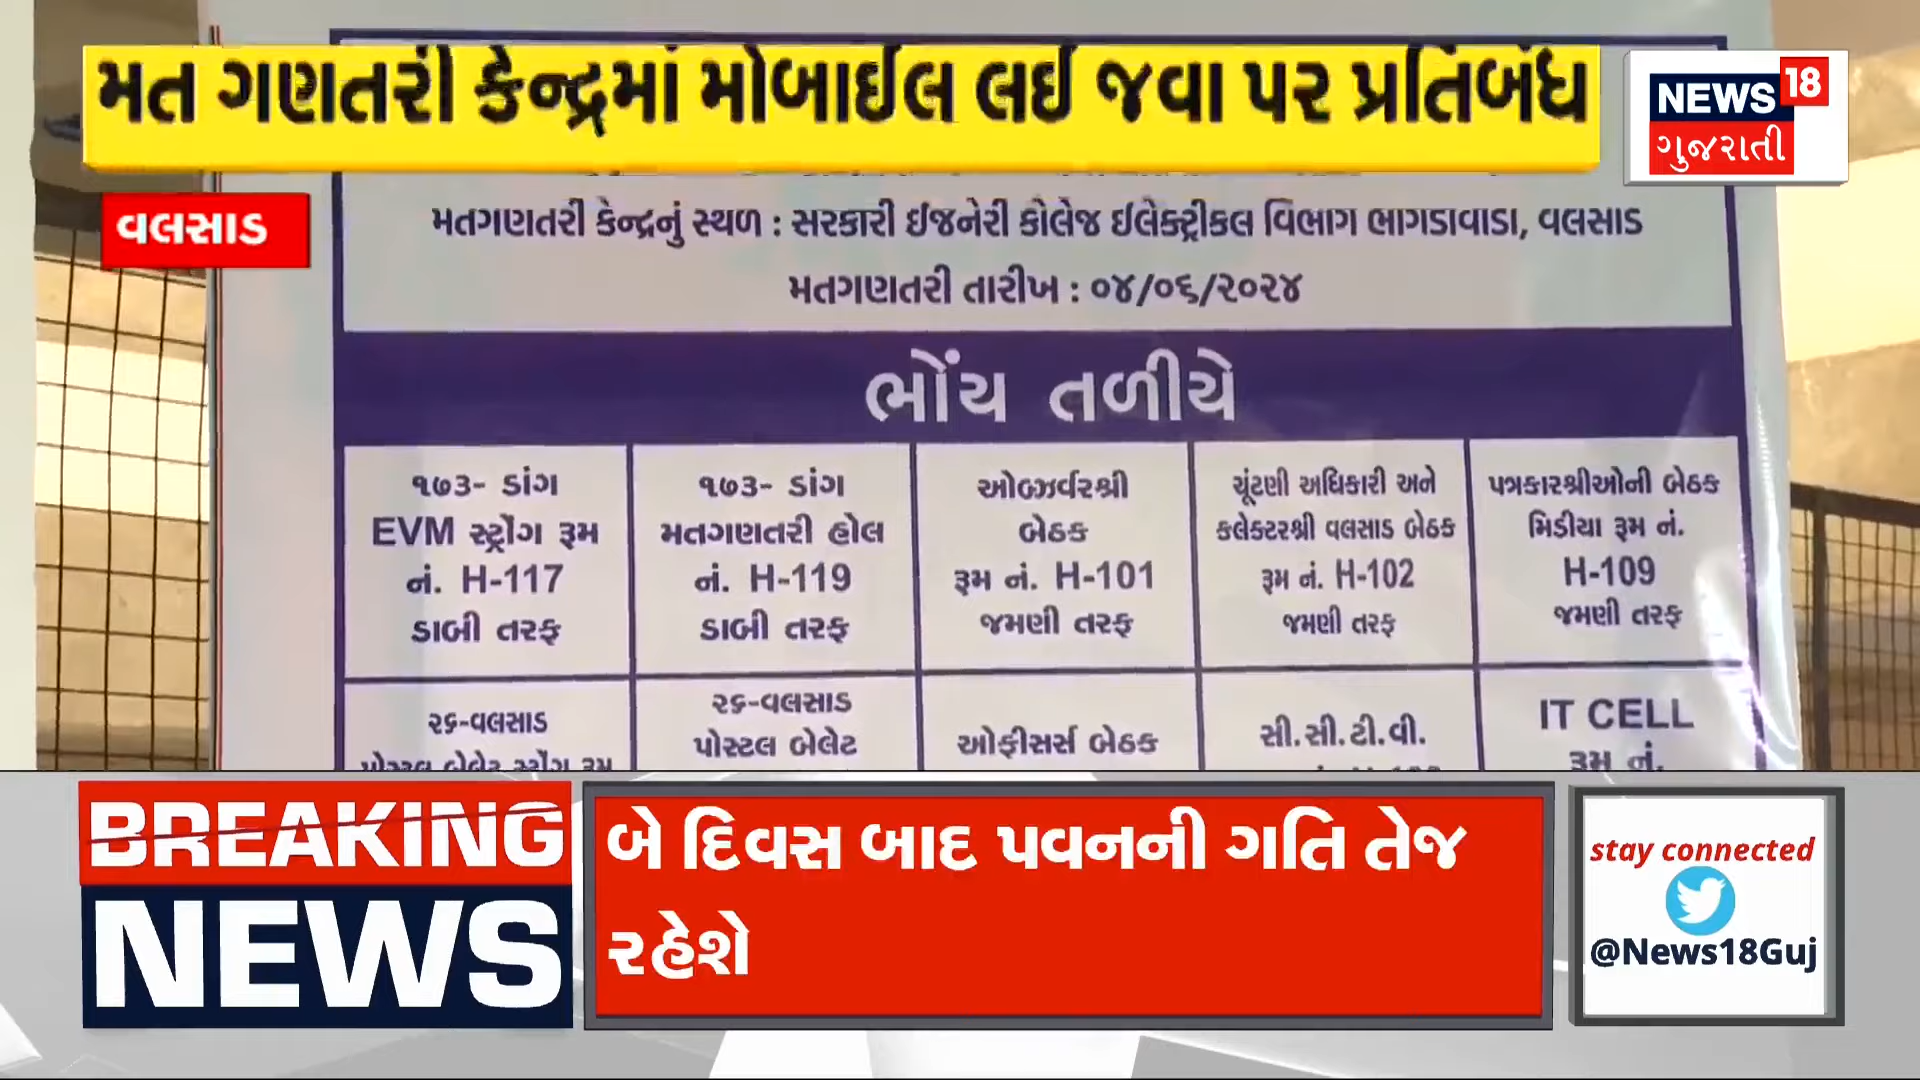 મત ગણતરી કેન્દ્રમાં મોબાઈલ લઈ જવા પર પ્રતિબંધ
NEWS 18
ગુજરાતી
વલસાડ
મતગણતરી કેન્દ્રનું સ્થળ : સરકારી ઈજનેરી કોલેજ ઈલેક્ટ્રીકલ વિભાગ ભાગડાવાડા, વલસાડ
મતગણતરી તારીખ : ૦૪/૦૬/૨૦૨૪
ભોંય તળીયે
૧૭૩- ડાંગ
EVM સ્ટ્રોંગ રૂમ
નં. H-117
ડાબી તરફ
૧૭૩- ડાંગ
મતગણતરી હોલ
નં. H-119
ડાબી તરફ
ઓબ્ઝર્વરશ્રી
બેઠક
રૂમ નં. H-101
જમણી તરફ
ચૂંટણી અધિકારી અને
કલેક્ટરશ્રી વલસાડ બેઠક
રૂમ નં. H-102
જમણી તરફ
પત્રકારશ્રીઓની બેઠક
મિડીયા રૂમ નં.
H-109
જમણી તરફ
૨૬-વલસાડ
પોસ્ટલ બેલેટ સ્ટ્રોંગ રૂમ
૨૬-વલસાડ
પોસ્ટલ બેલેટ
ઓફીસર્સ બેઠક
સી.સી.ટી.વી.
IT CELL
રૂમ નં.
BREAKING
NEWS
બે દિવસ બાદ પવનની ગતિ તેજ
રહેશે
stay connected
@News18Guj